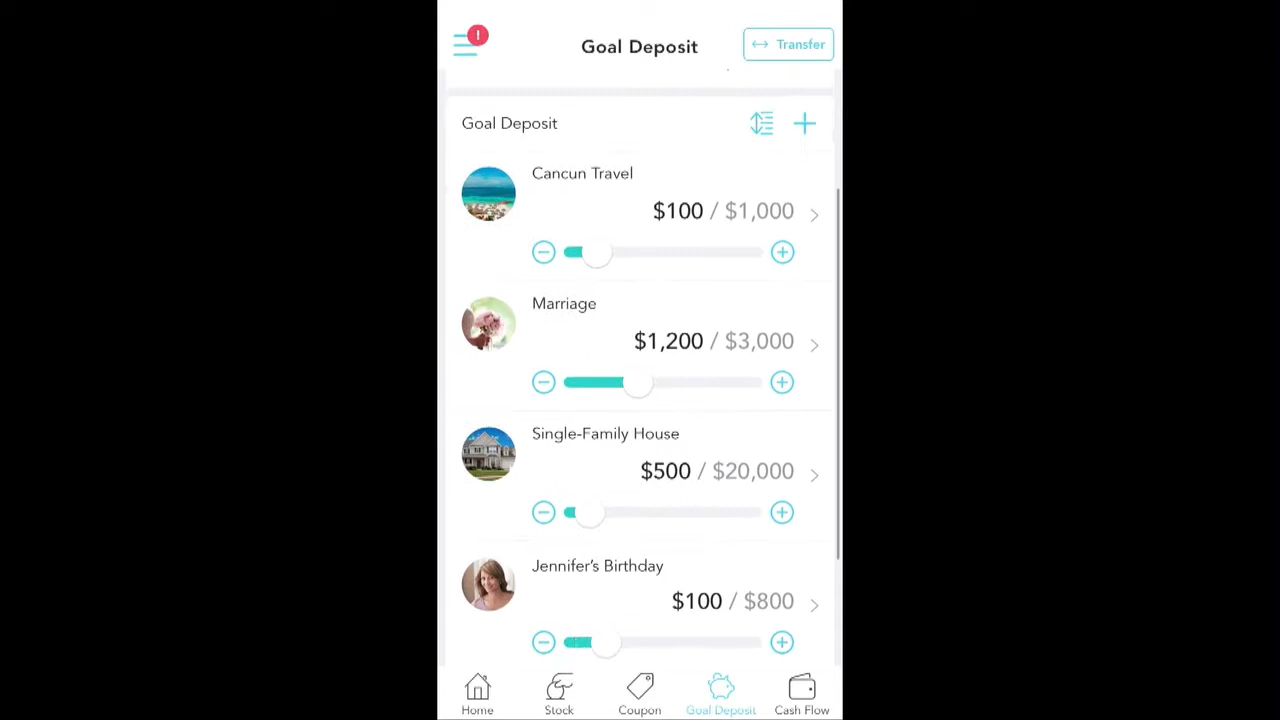 !
Goal Deposit
Transfer
Goal Deposit
Cancun Travel
$100 / $1,000
Marriage
$1,200 / $3,000
Single-Family House
$500 / $20,000
Jennifer's Birthday
$100 / $800
Home Stock Coupon Goal Deposit Cash Flow